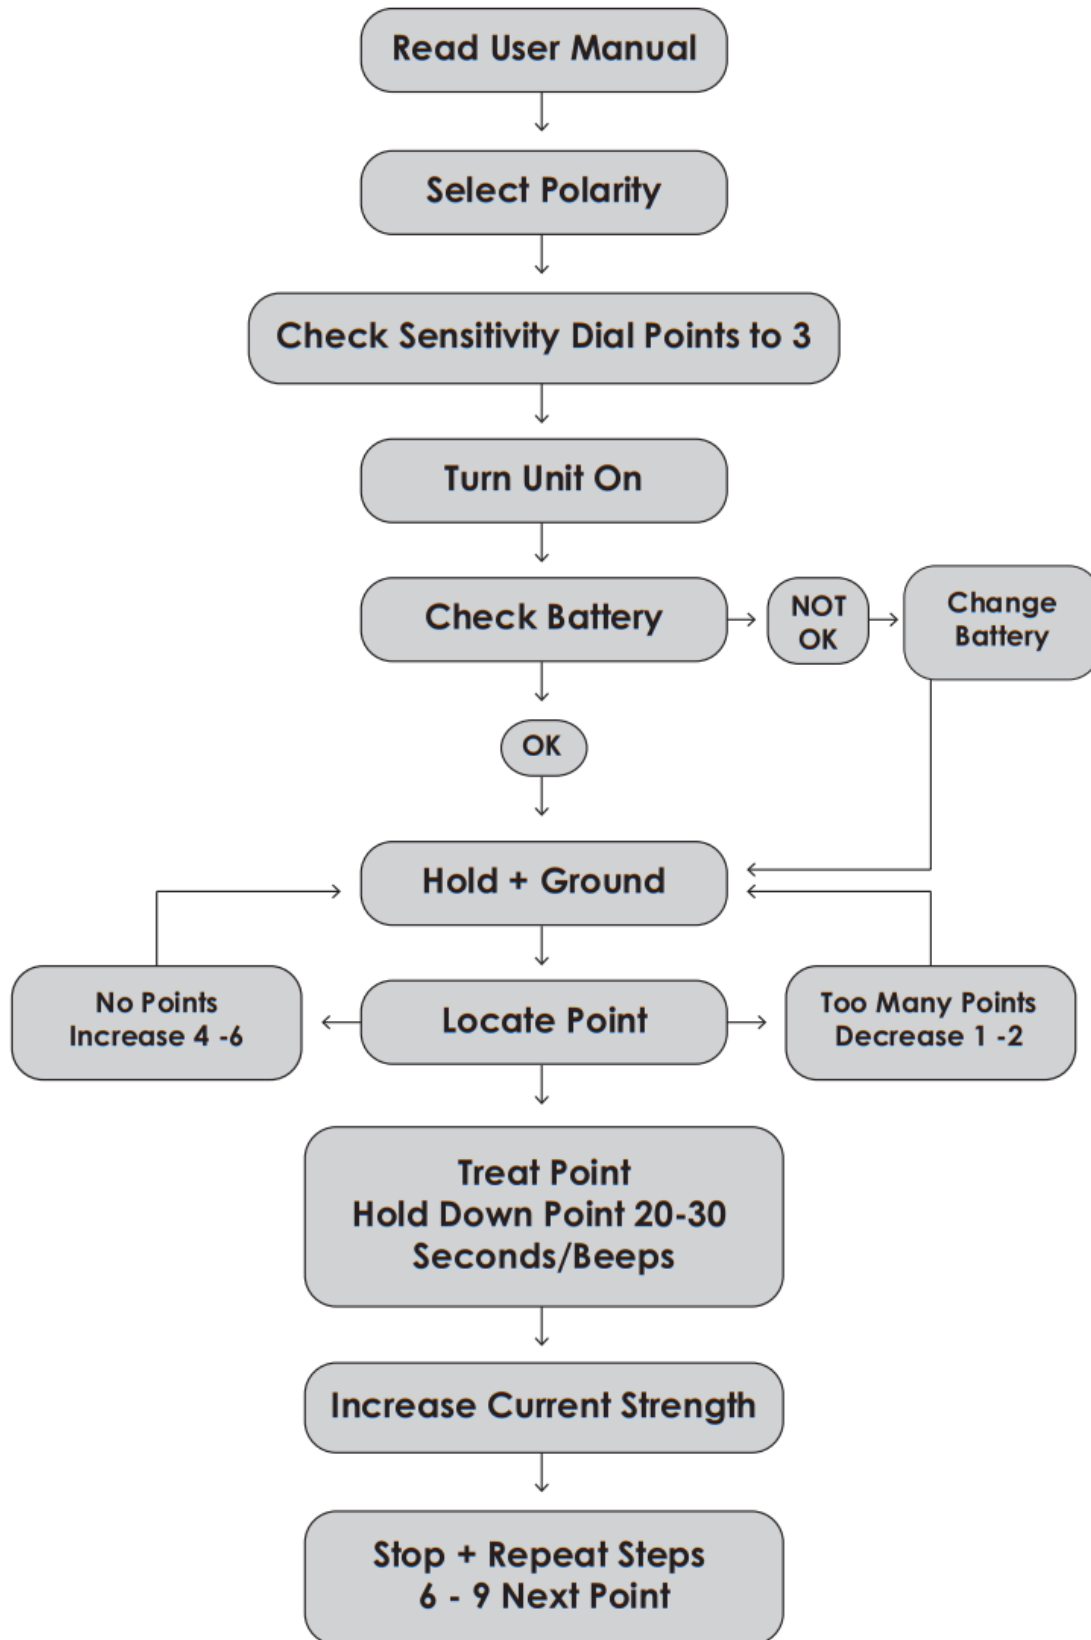 Read User Manual
Select Polarity
Check Sensitivity Dial Points to 3
Turn Unit On
Check Battery
NOT
OK
Change
Battery
OK
Hold + Ground
No Points
Increase 4 -6
Locate Point
Too Many Points
Decrease 1 -2
Treat Point
Hold Down Point 20-30
Seconds/Beeps
Increase Current Strength
Stop + Repeat Steps
6 - 9 Next Point